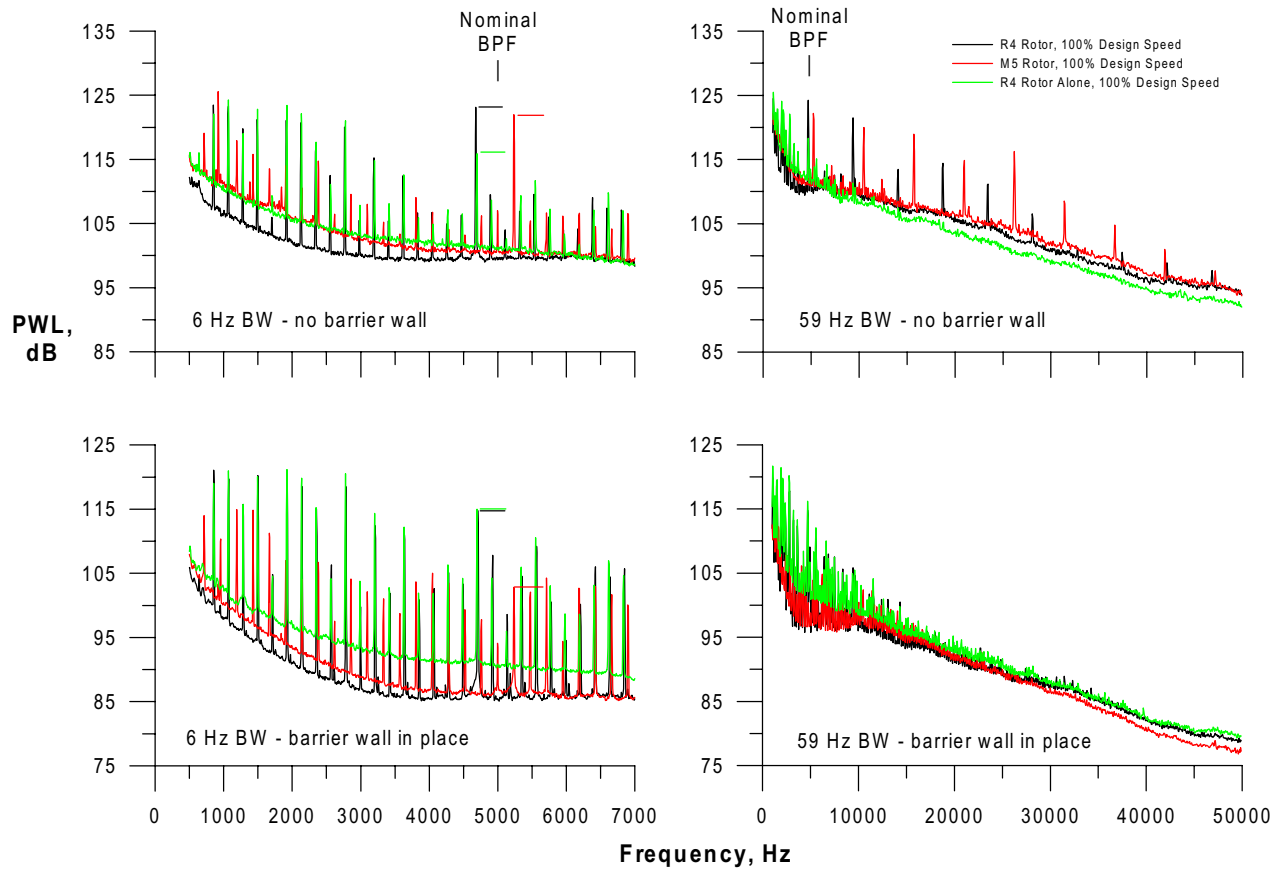 Nominal
BPF
135
125
115
105
95
85
6 Hz BW - no barrier wall
Nominal
BPF
R4 Rotor, 100% Design Speed
M5 Rotor, 100% Design Speed
R4 Rotor Alone, 100% Design Speed
135
125
115
105
95
85
59 Hz BW - no barrier wall
PWL,
dB
125
115
105
95
85
75
6 Hz BW - barrier wall in place
0 1000 2000 3000 4000 5000 6000 7000
125
115
105
95
85
75
59 Hz BW - barrier wall in place
0 10000 20000 30000 40000 50000
Frequency, Hz